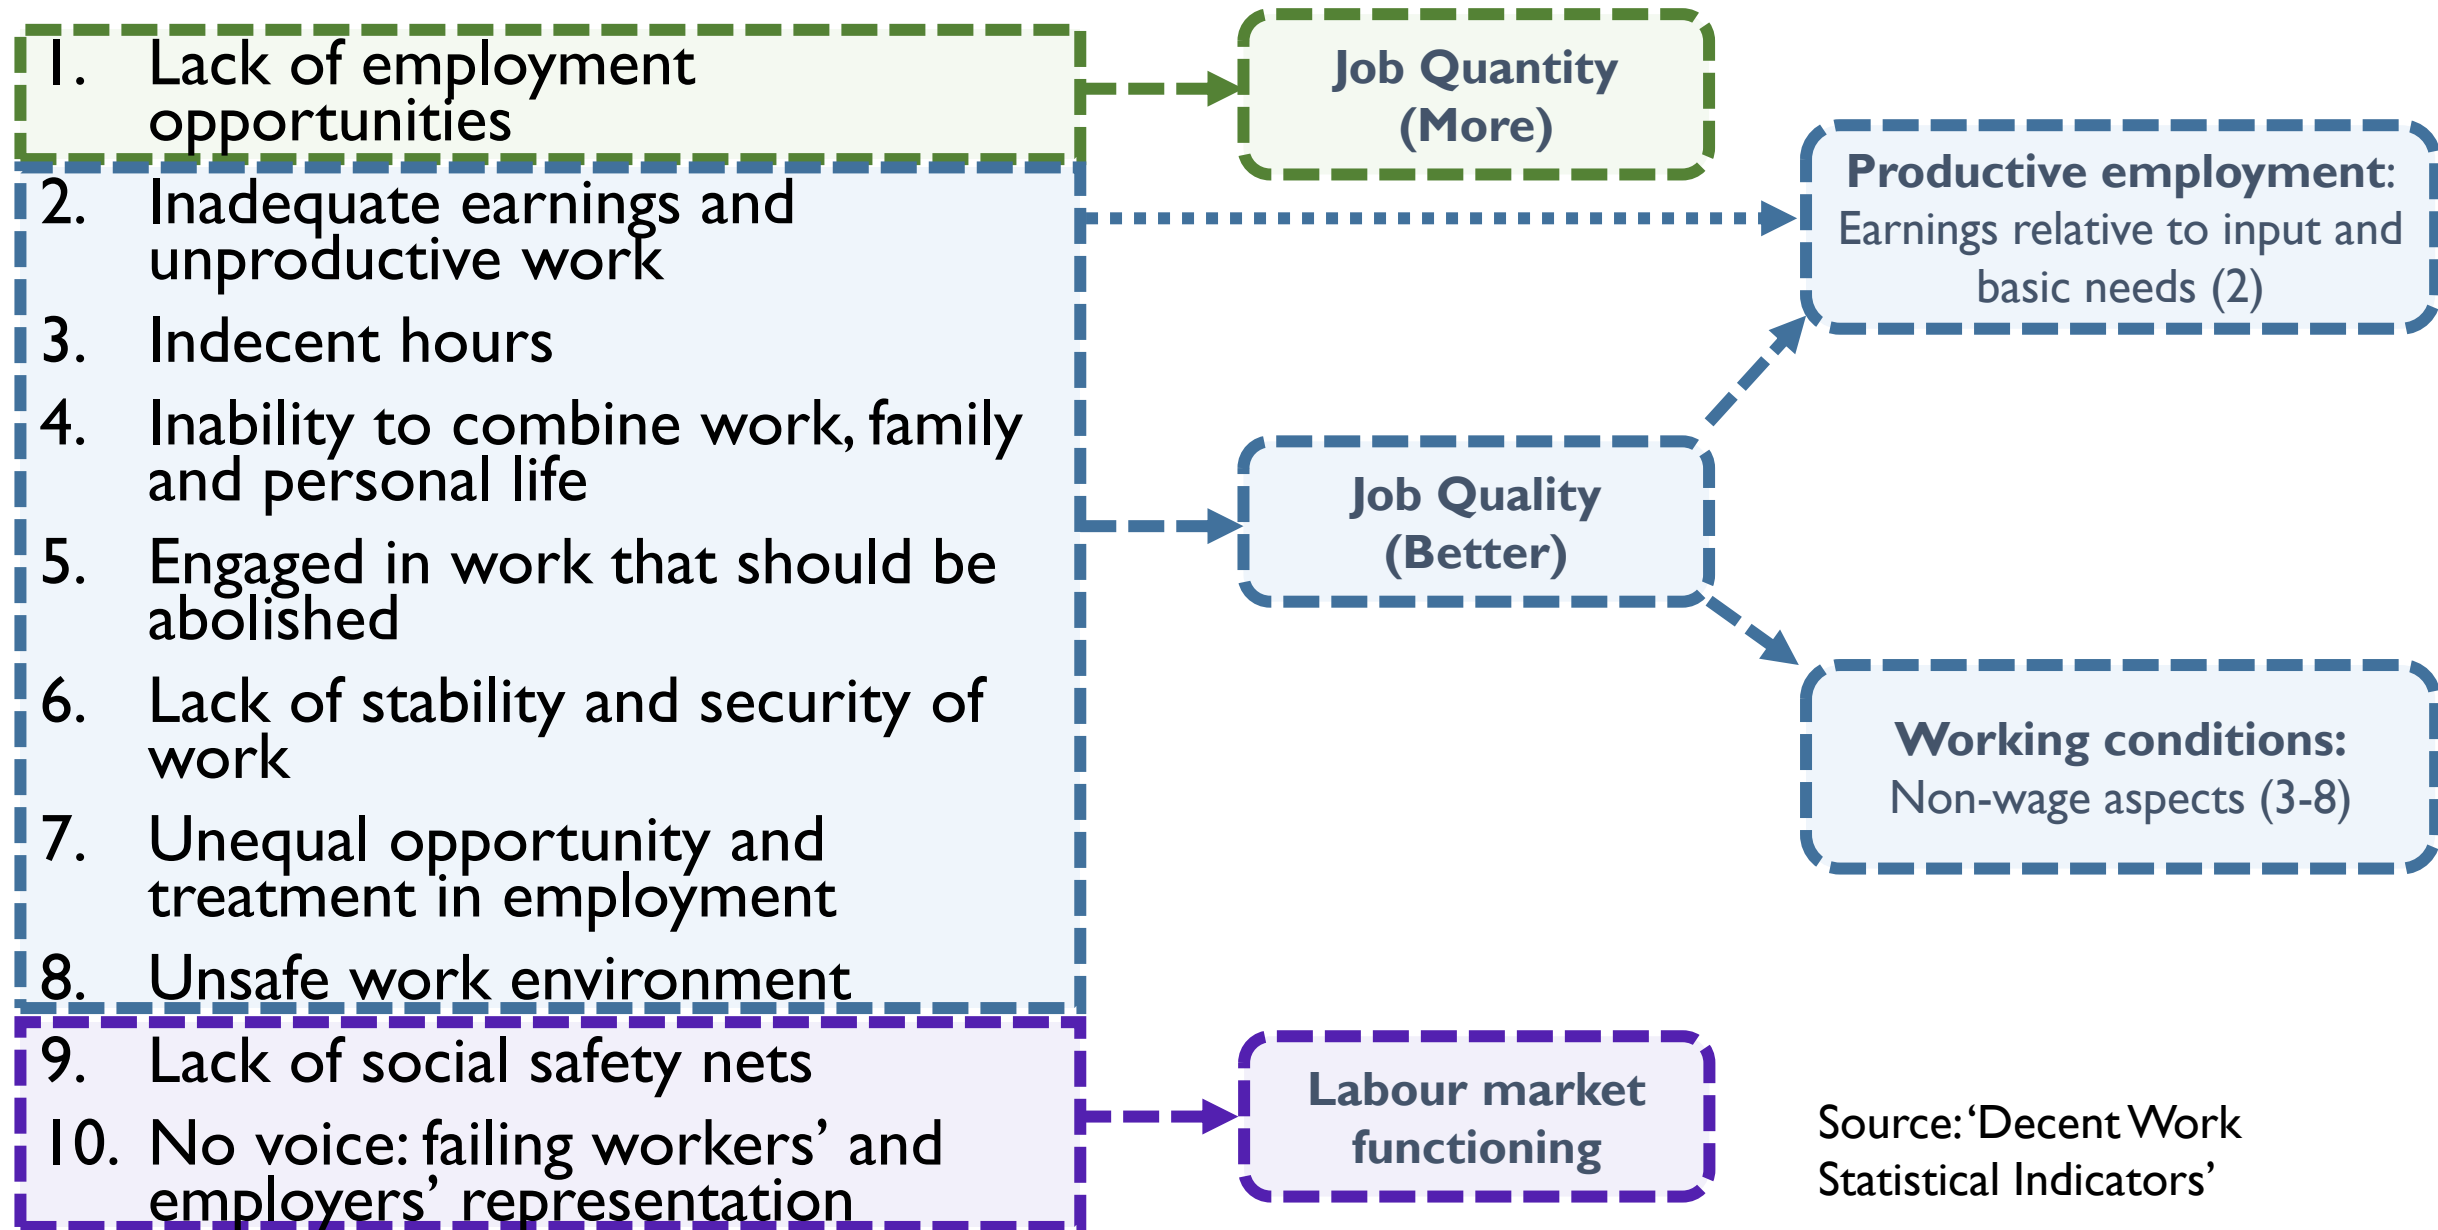 1. Lack of employment
opportunities
2. Inadequate earnings and
unproductive work
3. Indecent hours
4. Inability to combine work, family
and personal life
5. Engaged in work that should be
abolished
6. Lack of stability and security of
work
7. Unequal opportunity and
treatment in employment
8. Unsafe work environment
9. Lack of social safety nets
10. No voice: failing workers’ and
employers’ representation
Job Quantity
(More)
Job Quality
(Better)
Labour market
functioning
Productive employment:
Earnings relative to input and
basic needs (2)
Working conditions:
Non-wage aspects (3-8)
Source: ‘Decent Work
Statistical Indicators’